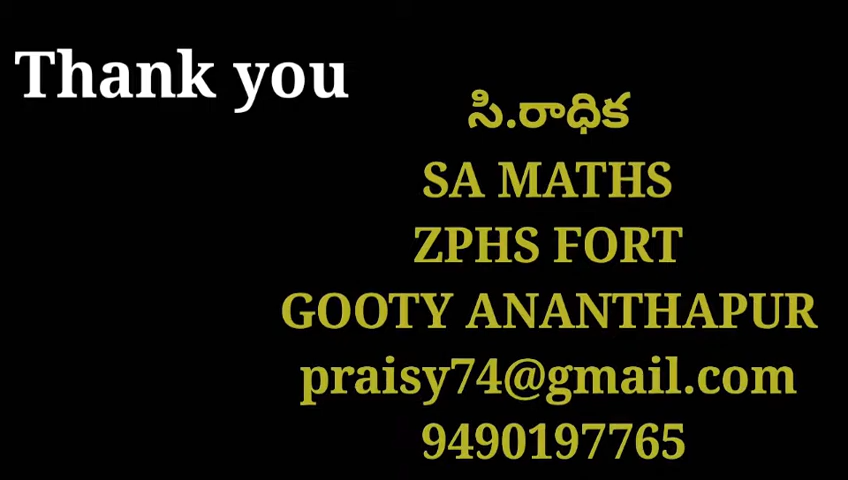 Thank you
సి.రాధిక
SA MATHS
ZPHS FORT
GOOTY ANANTHAPUR
praisy74@gmail.com
9490197765